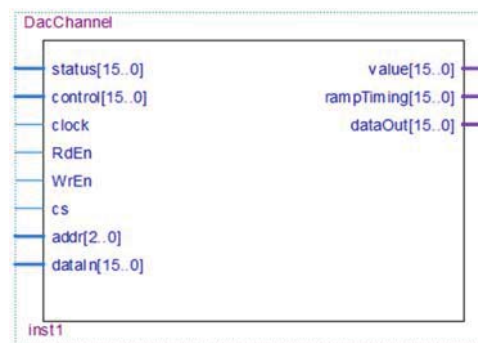 DacChannel
status[15..0]
control[15..0]
clock
RdEn
WrEn
cs
addr[2..0]
dataIn[15..0]
value[15..0]
rampTiming[15..0]
dataOut[15..0]
inst1